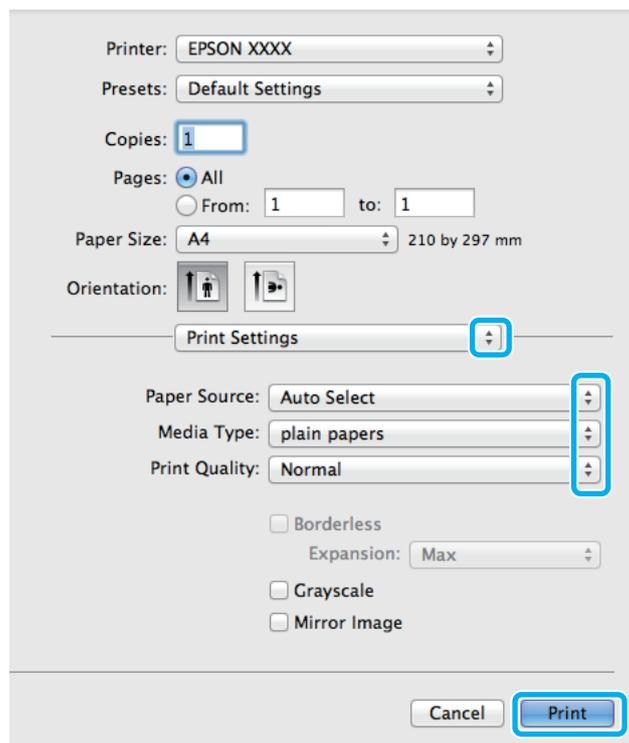 Printer: EPSON XXXX
Presets: Default Settings
Copies: 1
Pages: All
From: 1 to: 1
Paper Size: A4 210 by 297 mm
Orientation:
Print Settings
Paper Source: Auto Select
Media Type: plain papers
Print Quality: Normal
Borderless
Expansion: Max
Grayscale
Mirror Image
Cancel Print